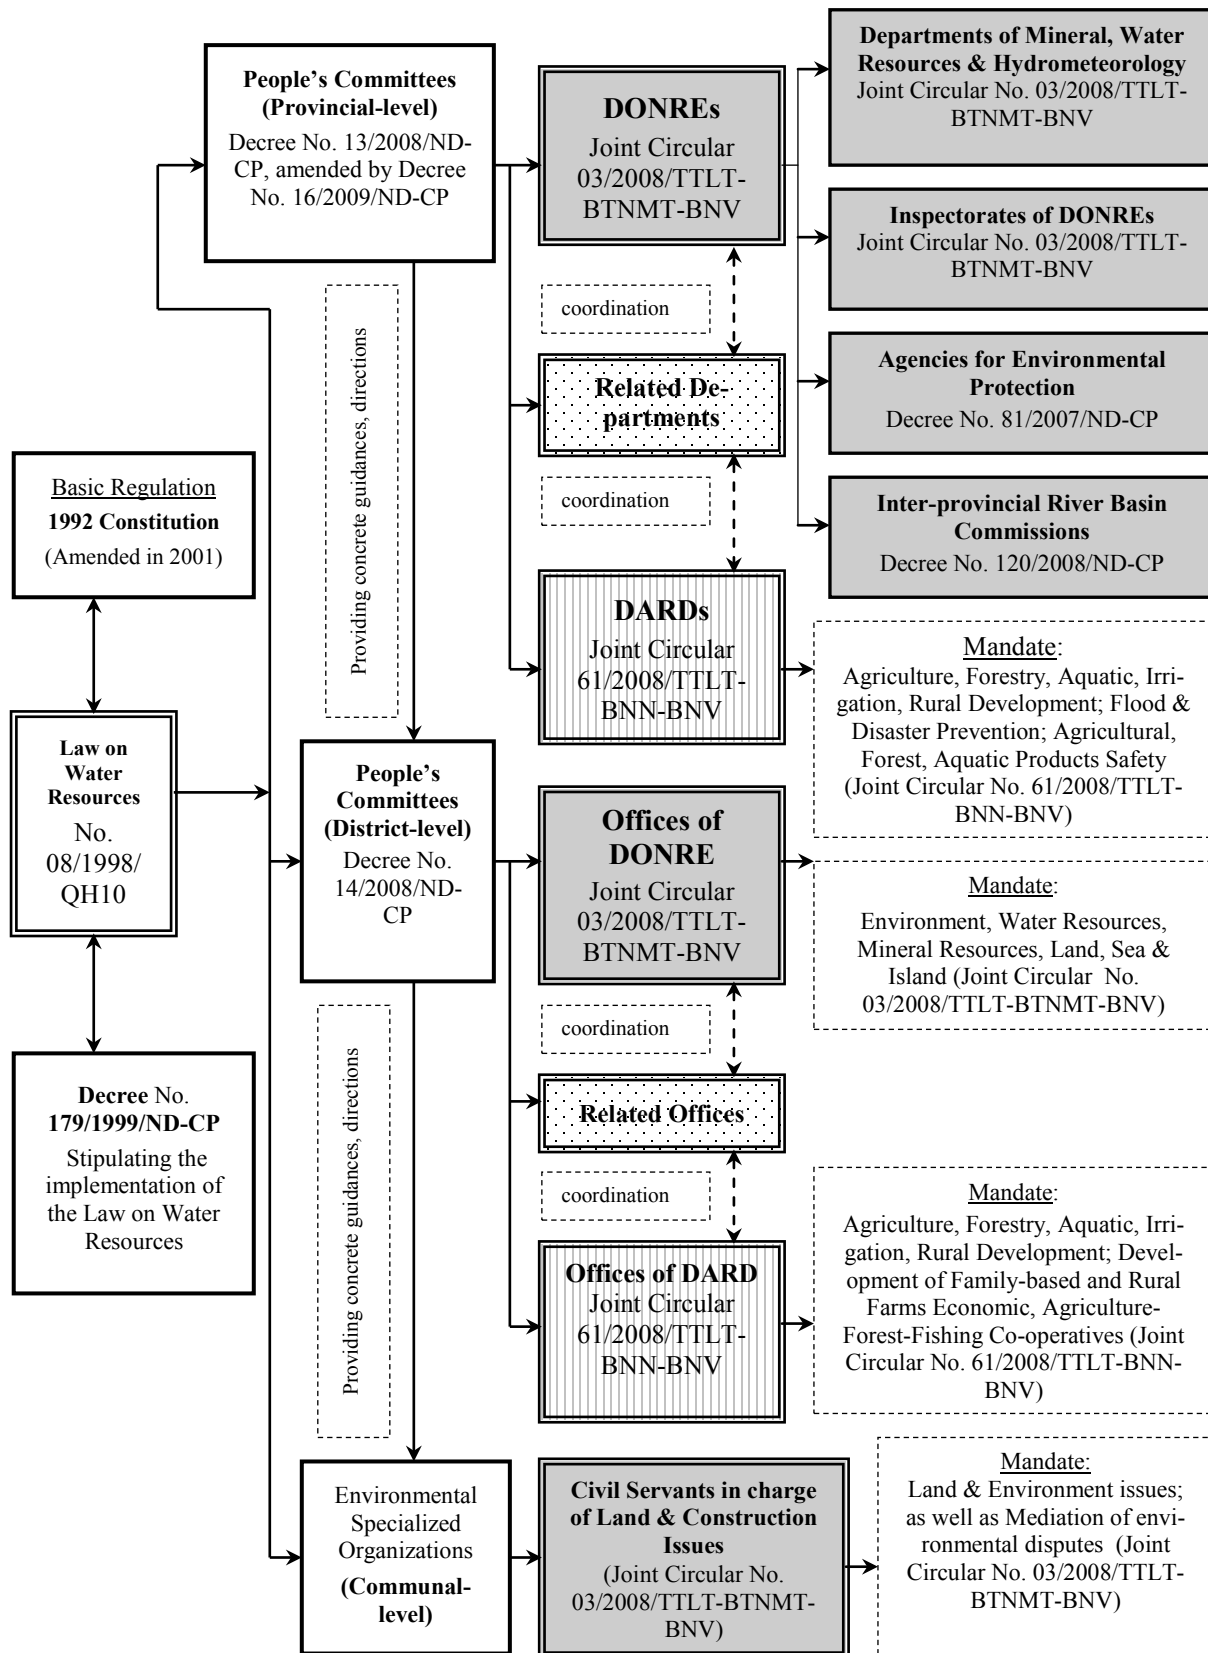 People's Committees
(Provincial-level)
Decree No. 13/2008/ND-
CP, amended by Decree
No. 16/2009/ND-CP
DONREs
Joint Circular
03/2008/TTLT-
BTNMT-BNV
Departments of Mineral, Water
Resources & Hydrometeorology
Joint Circular No. 03/2008/TTLT-
BTNMT-BNV
Inspectorates of DONREs
Joint Circular No. 03/2008/TTLT-
BTNMT-BNV
coordination
Providing concrete guidances, directions
Related De-
partments
Agencies for Environmental
Protection
Decree No. 81/2007/ND-CP
coordination
Inter-provincial River Basin
Commissions
Decree No. 120/2008/ND-CP
Basic Regulation
1992 Constitution
(Amended in 2001)
DARDs
Joint Circular
61/2008/TTLT-
BNN-BNV
Mandate:
Agriculture, Forestry, Aquatic, Irri-
gation, Rural Development; Flood &
Disaster Prevention; Agricultural,
Forest, Aquatic Products Safety
(Joint Circular No. 61/2008/TTLT-
BNN-BNV)
Law on
Water
Resources
No.
08/1998/
QH10
People's
Committees
(District-level)
Decree No.
14/2008/ND-
CP
Offices of
DONRE
Joint Circular
03/2008/TTLT-
BTNMT-BNV
Mandate:
Environment, Water Resources,
Mineral Resources, Land, Sea &
Island (Joint Circular No.
03/2008/TTLT-BTNMT-BNV)
coordination
Providing concrete guidances, directions
Related Offices
coordination
Decree No.
179/1999/ND-CP
Stipulating the
implementation of
the Law on Water
Resources
Offices of DARD
Joint Circular
61/2008/TTLT-
BNN-BNV
Mandate:
Agriculture, Forestry, Aquatic, Irri-
gation, Rural Development; Devel-
opment of Family-based and Rural
Farms Economic, Agriculture-
Forest-Fishing Co-operatives (Joint
Circular No. 61/2008/TTLT-BNN-
BNV)
Environmental
Specialized
Organizations
(Communal-
level)
Civil Servants in charge
of Land & Construction
Issues
(Joint Circular No.
03/2008/TTLT-BTNMT-
BNV)
Mandate:
Land & Environment issues;
as well as Mediation of envi-
ronmental disputes (Joint
Circular No. 03/2008/TTLT-
BTNMT-BNV)